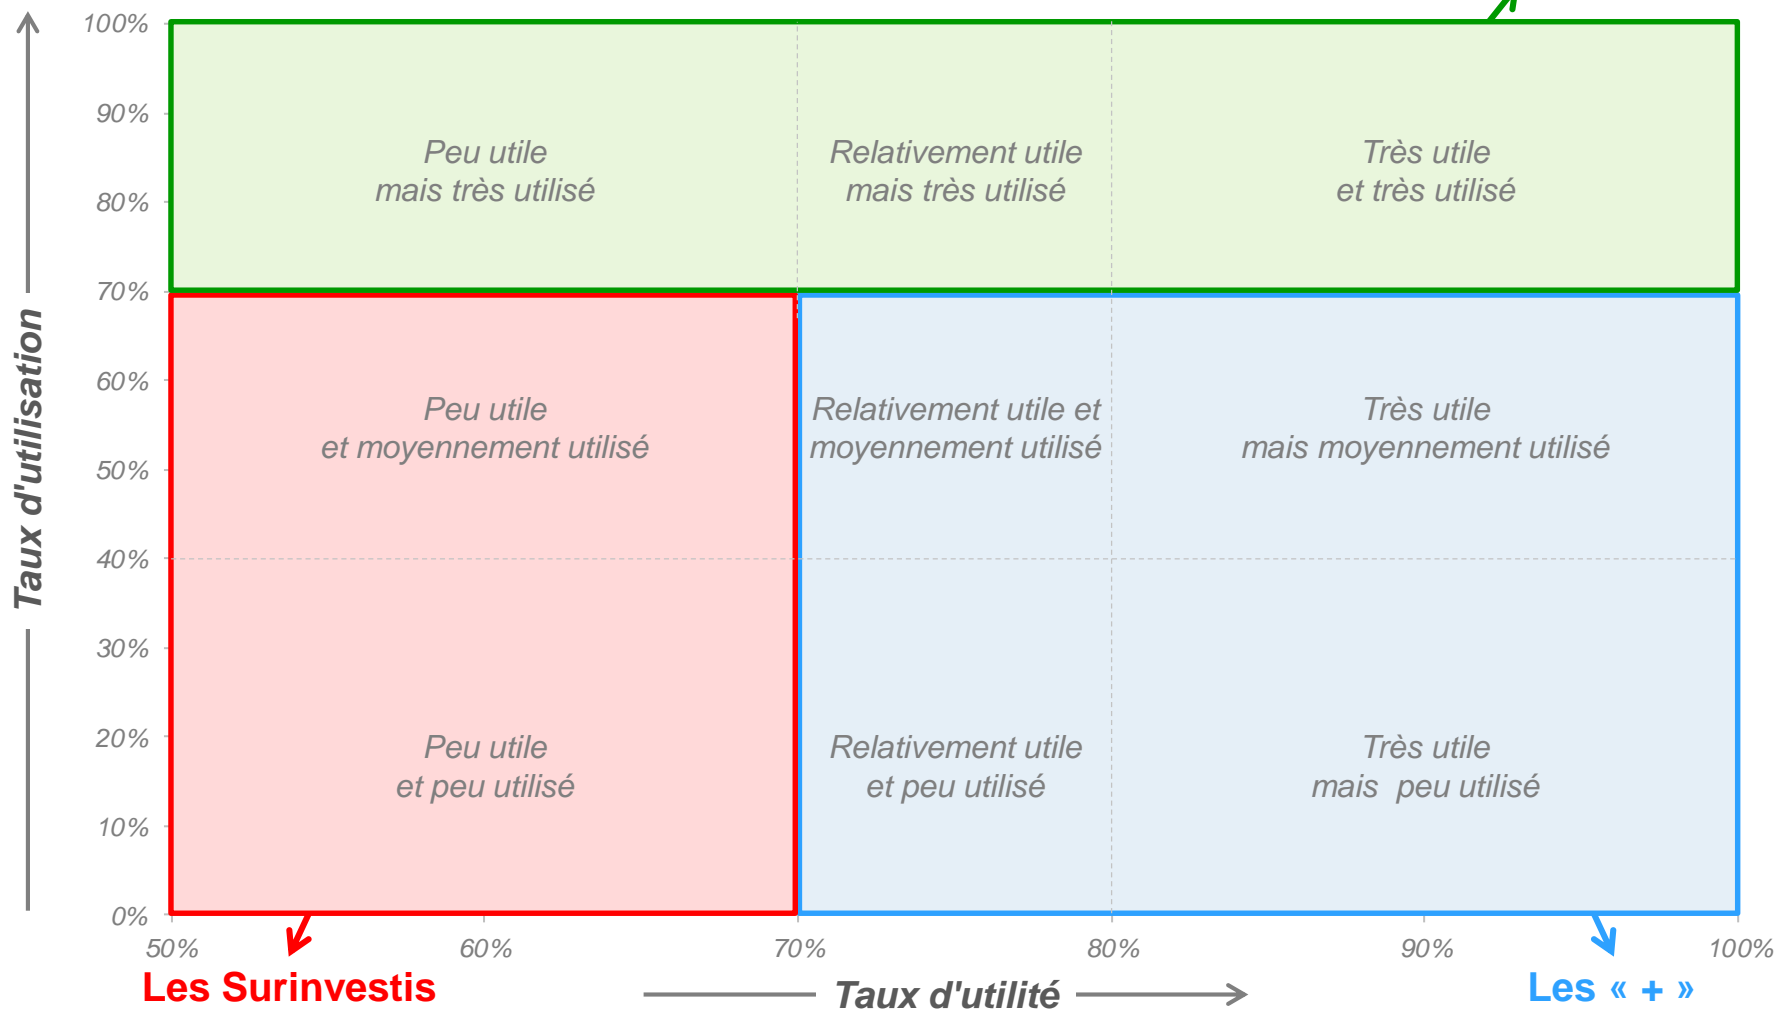 100%
90%
80%
70%
60%
50%
40%
30%
20%
10%
0%
Taux d'utilisation
Peu utile
mais très utilisé
Relativement utile
mais très utilisé
Très utile
et très utilisé
Peu utile
et moyennement utilisé
Relativement utile et
moyennement utilisé
Très utile
mais moyennement utilisé
Peu utile
et peu utilisé
Relativement utile
et peu utilisé
Très utile
mais  peu utilisé
50%
60%
70%
80%
90%
100%
Les Surinvestis
Taux d'utilité
Les « + »